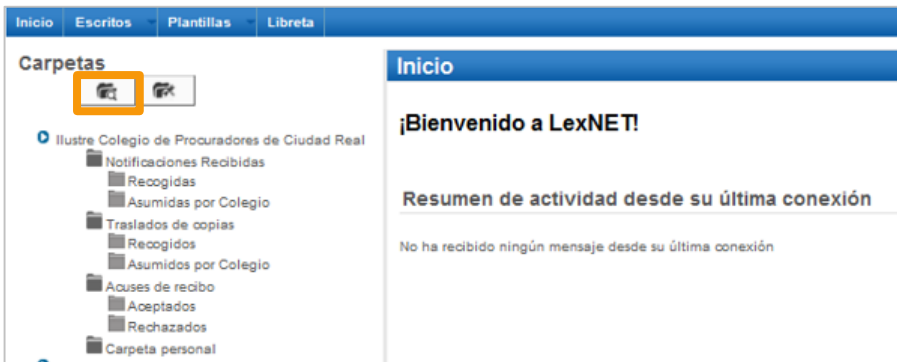 Inicio Escritos Plantillas Libreta
Carpetas
Ilustre Colegio de Procuradores de Ciudad Real
Notificaciones Recibidas
Recogidas
Asumidas por Colegio
Traslados de copias
Recogidos
Asumidos por Colegio
Acuses de recibo
Aceptados
Rechazados
Carpeta personal
Inicio
¡Bienvenido a LexNET!
Resumen de actividad desde su última conexión
No ha recibido ningún mensaje desde su última conexión